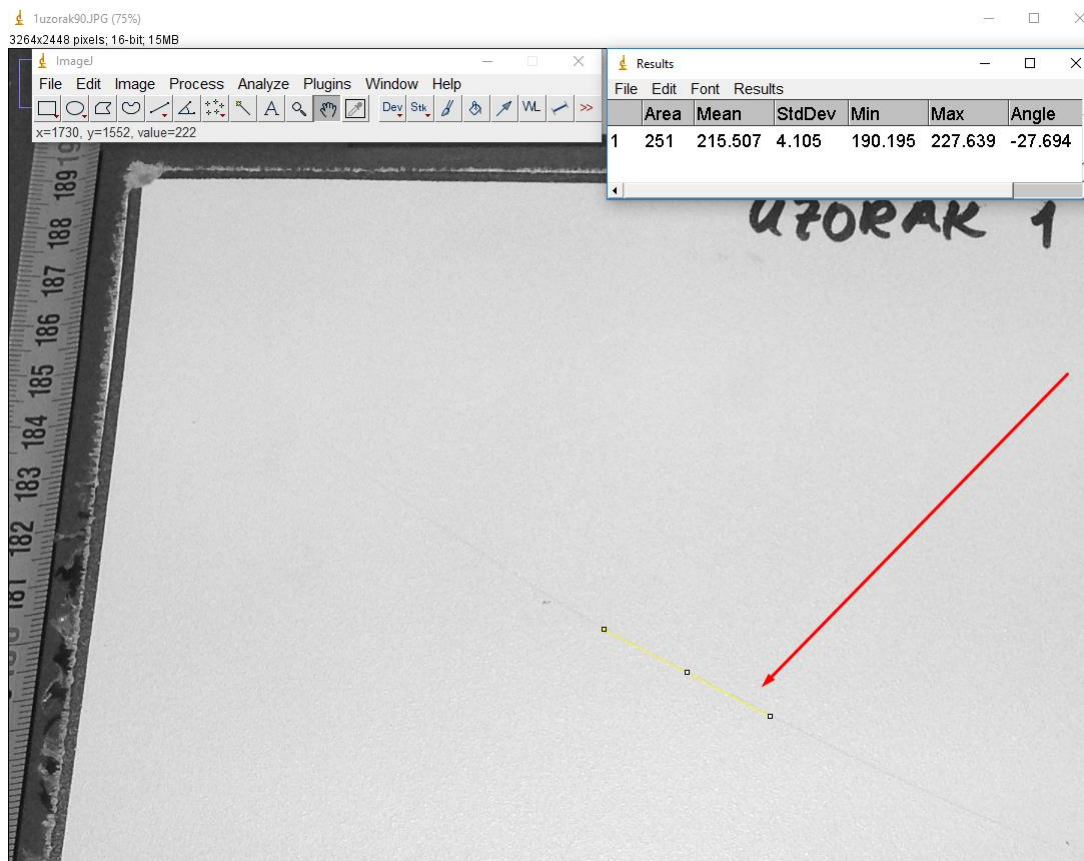 1uzorak90.JPG (75%)
3264x2448 pixels; 16-bit; 15MB
ImageJ
File Edit Image Process Analyze Plugins Window Help
A Dev Stk >>
x=1730, y=1552, value=222
Results
File Edit Font Results
Area Mean StdDev Min Max Angle
1 251 215.507 4.105 190.195 227.639 -27.694
UZORAK 1
189
188
187
186
185
184
183
182
181